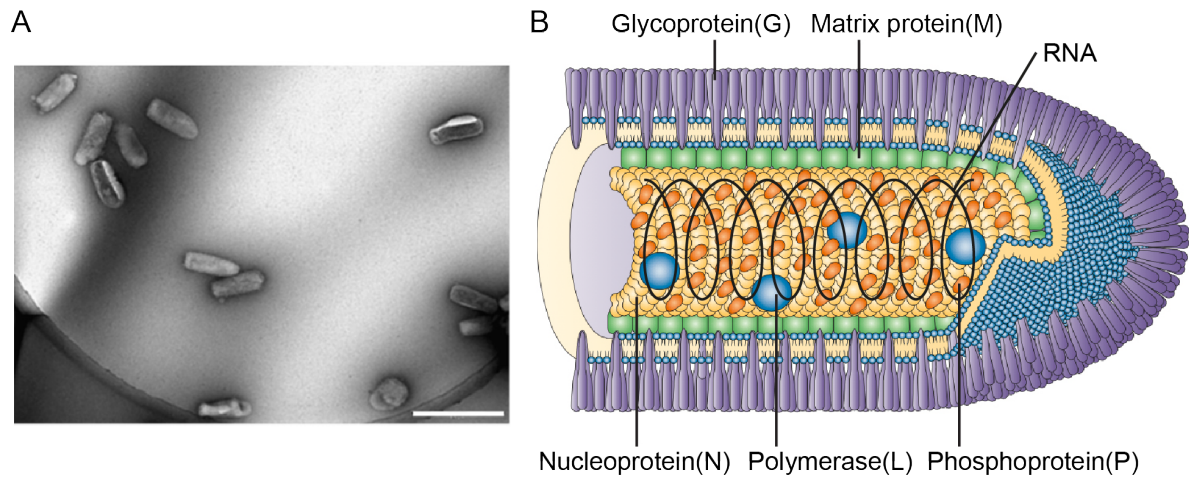 A
B
Glycoprotein(G)
Matrix protein(M)
RNA
Nucleoprotein(N)
Polymerase(L)
Phosphoprotein(P)